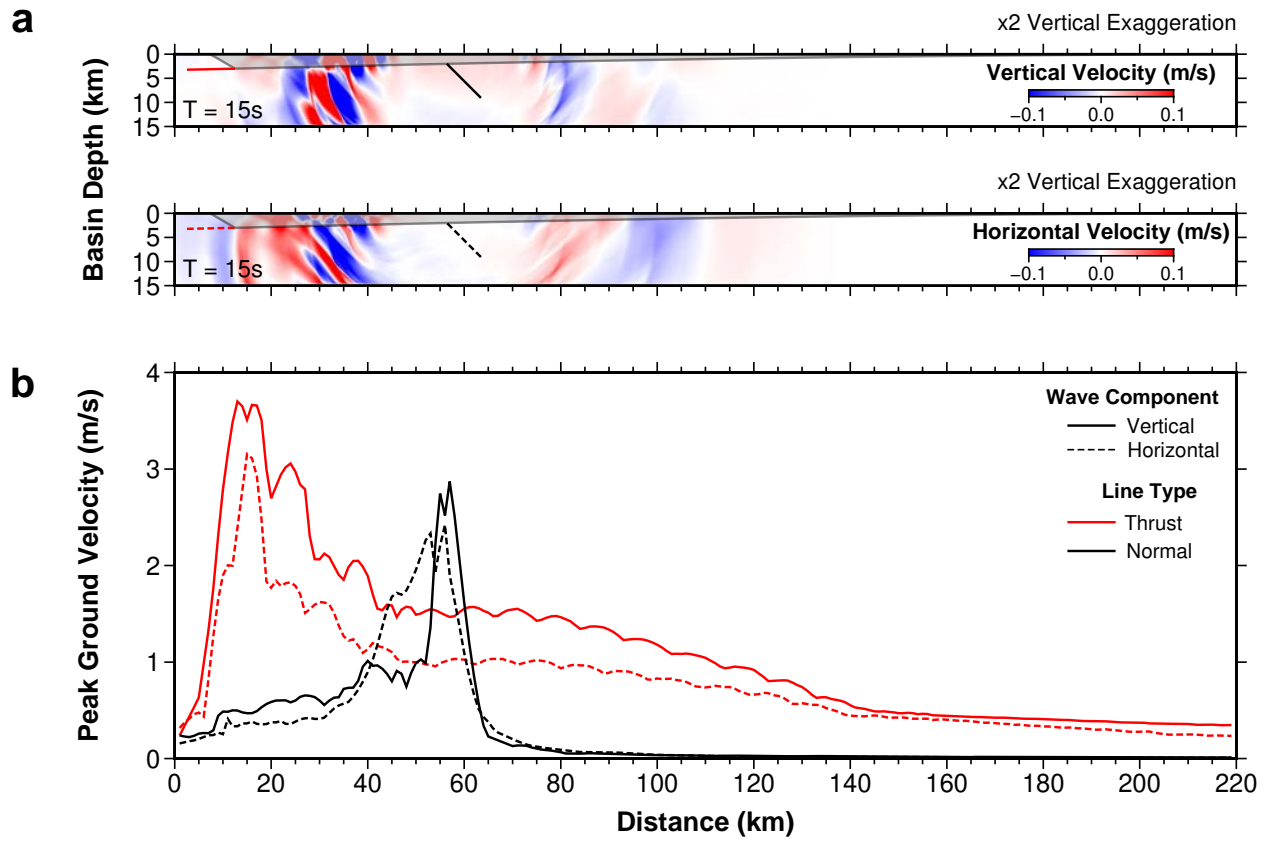 a
x2 Vertical Exaggeration
0
5
10
15
T = 15s
Vertical Velocity (m/s)
−0.1 0.0 0.1
Basin Depth (km)
x2 Vertical Exaggeration
0
5
10
15
T = 15s
Horizontal Velocity (m/s)
−0.1 0.0 0.1
b
Peak Ground Velocity (m/s)
4
3
2
1
0
Wave Component
Vertical
Horizontal
Line Type
Thrust
Normal
0 20 40 60 80 100 120 140 160 180 200 220
Distance (km)